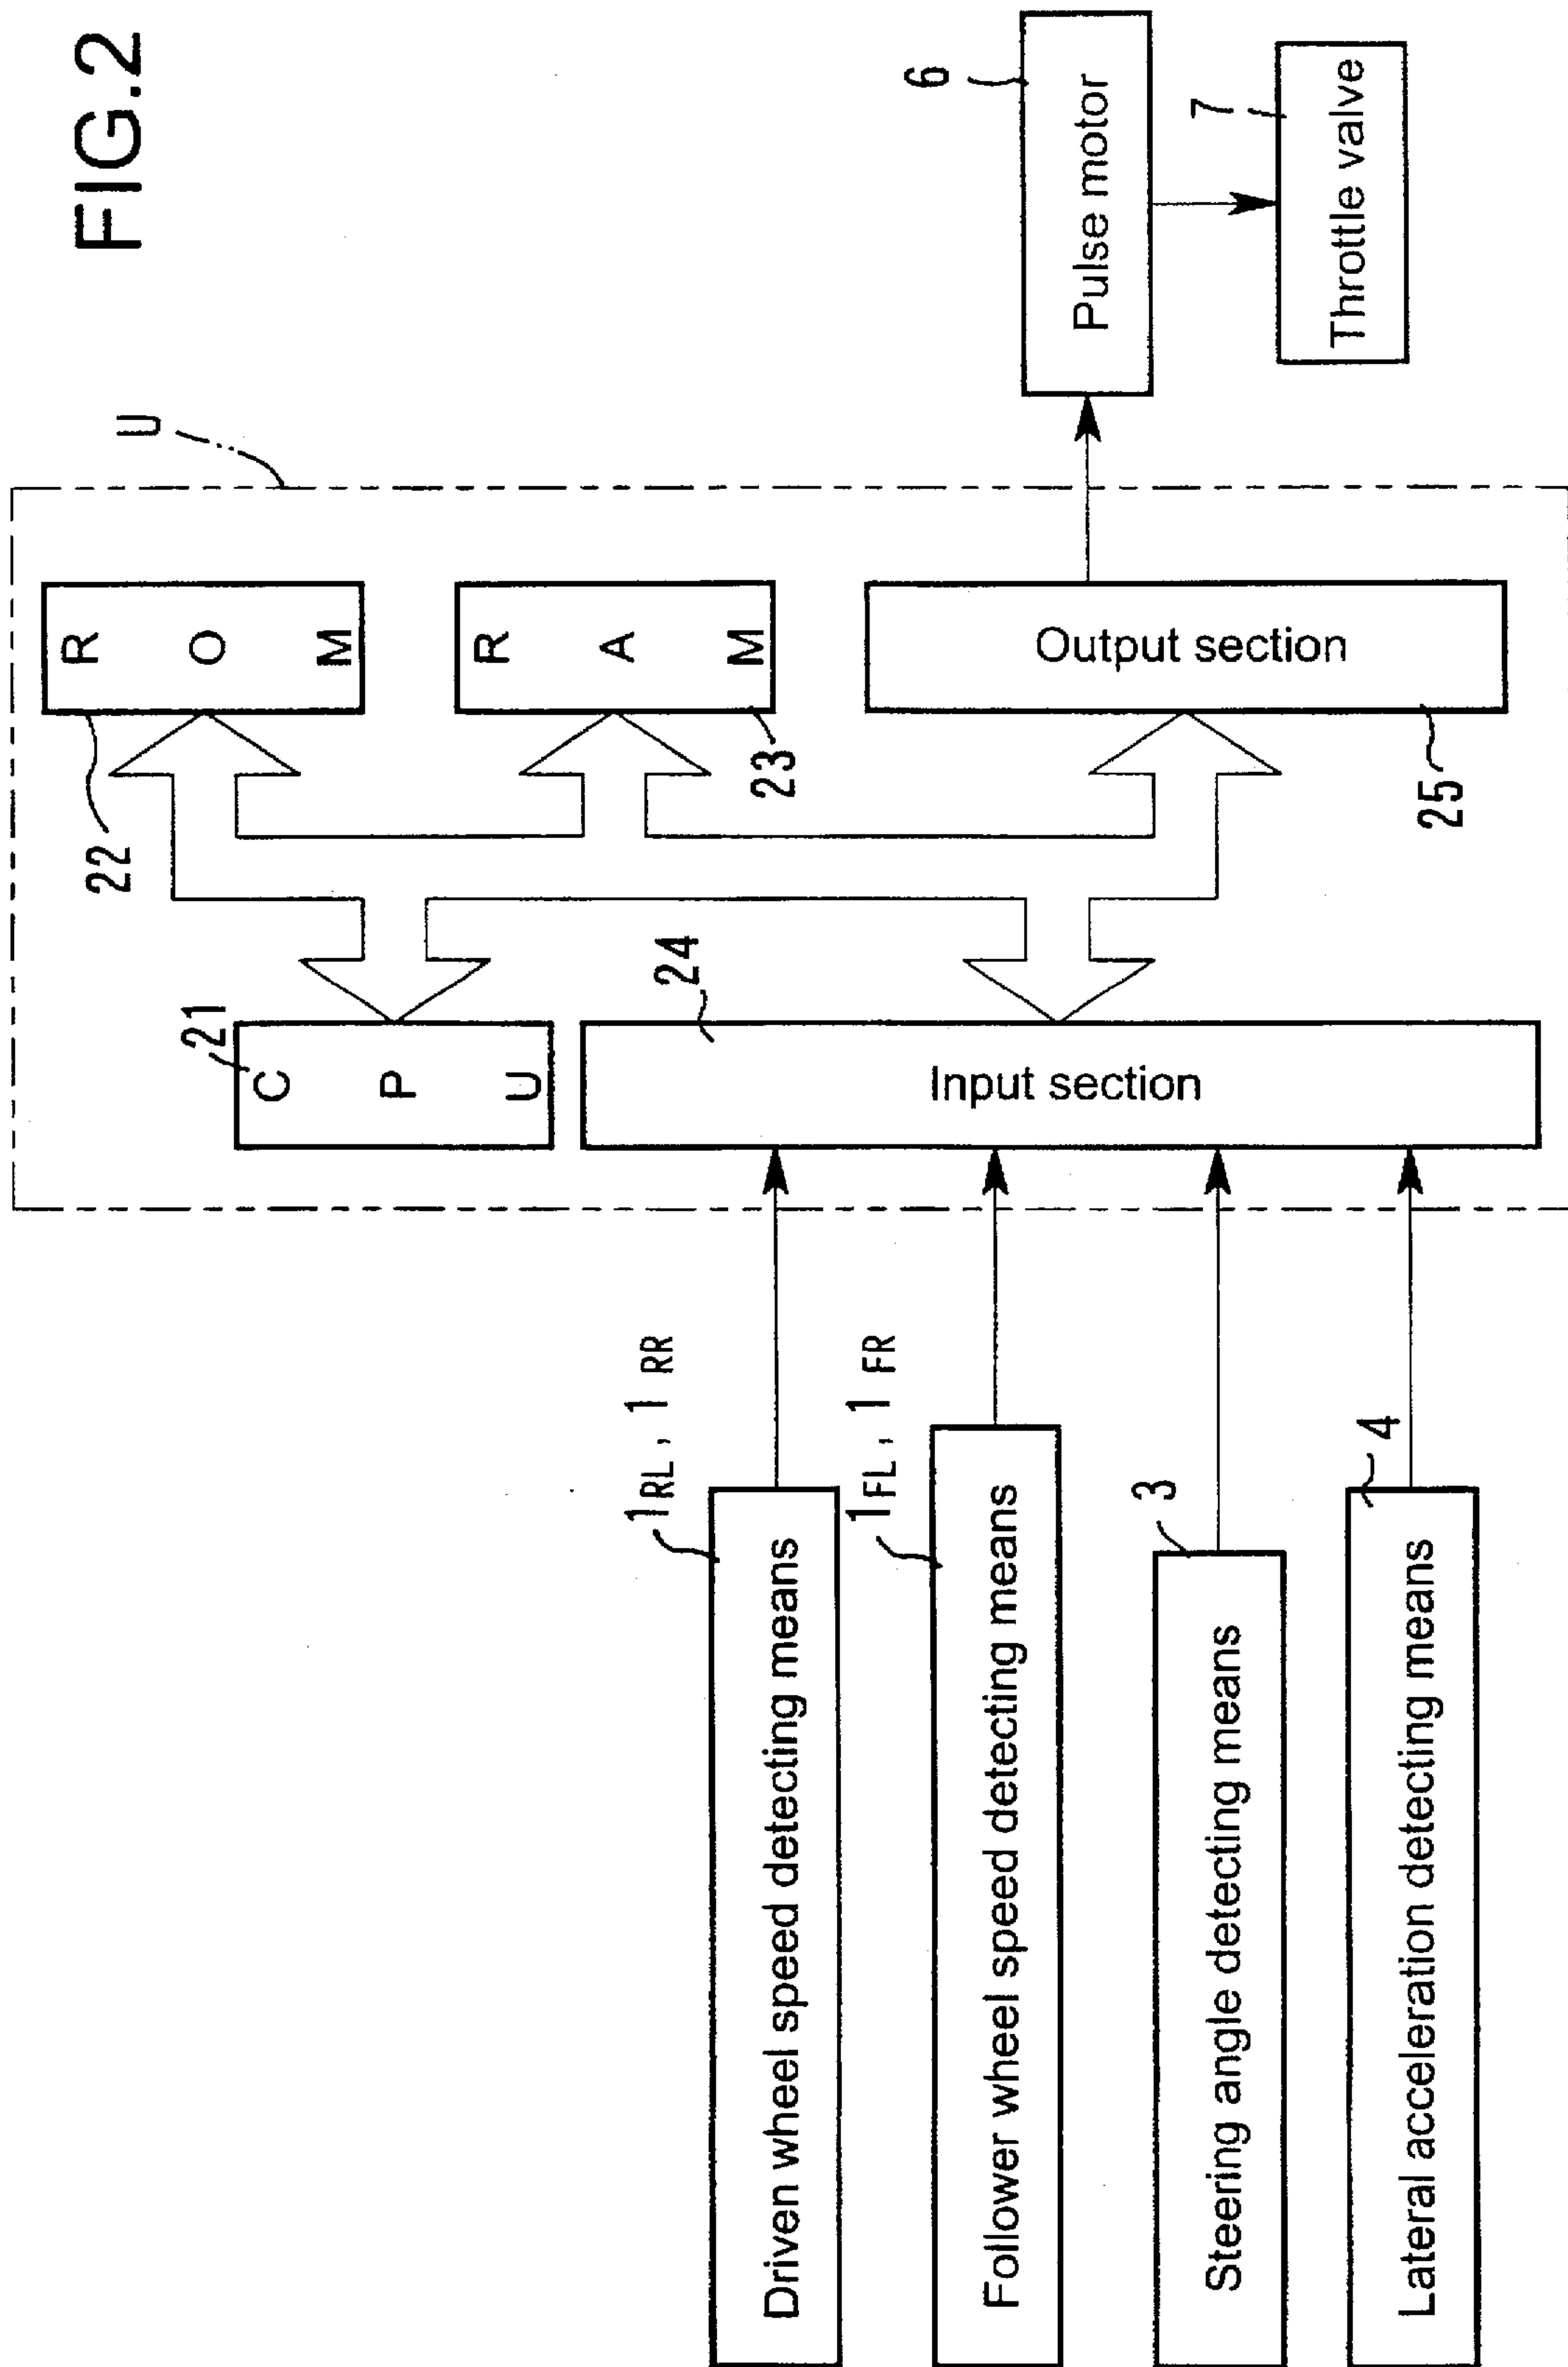 FIG.2
U
R O M
22
R A M
23
Output section
25
C P U
21
Input section
24
6
Pulse motor
7
Throttle valve
1RL, 1RR
Driven wheel speed detecting means
1FL, 1FR
Follower wheel speed detecting means
3
Steering angle detecting means
4
Lateral acceleration detecting means